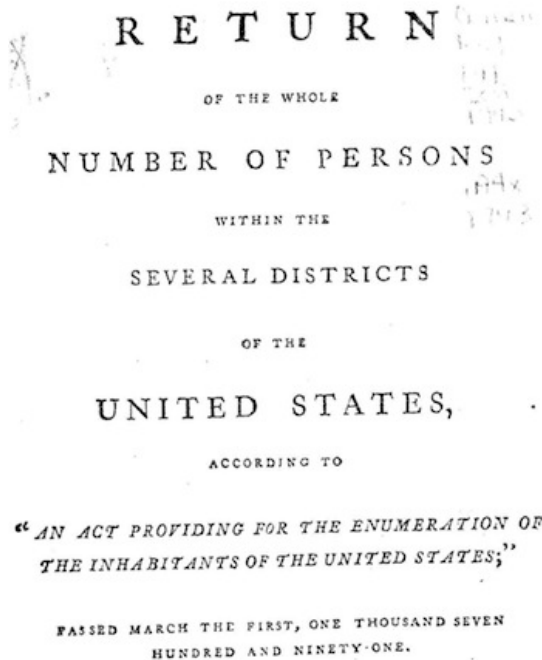 RETURN
OF THE WHOLE
NUMBER OF PERSONS
WITHIN THE
SEVERAL DISTRICTS
OF THE
UNITED STATES,
ACCORDING TO
"AN ACT PROVIDING FOR THE ENUMERATION OF
THE INHABITANTS OF THE UNITED STATES;"
PASSED MARCH THE FIRST, ONE THOUSAND SEVEN
HUNDRED AND NINETY-ONE.